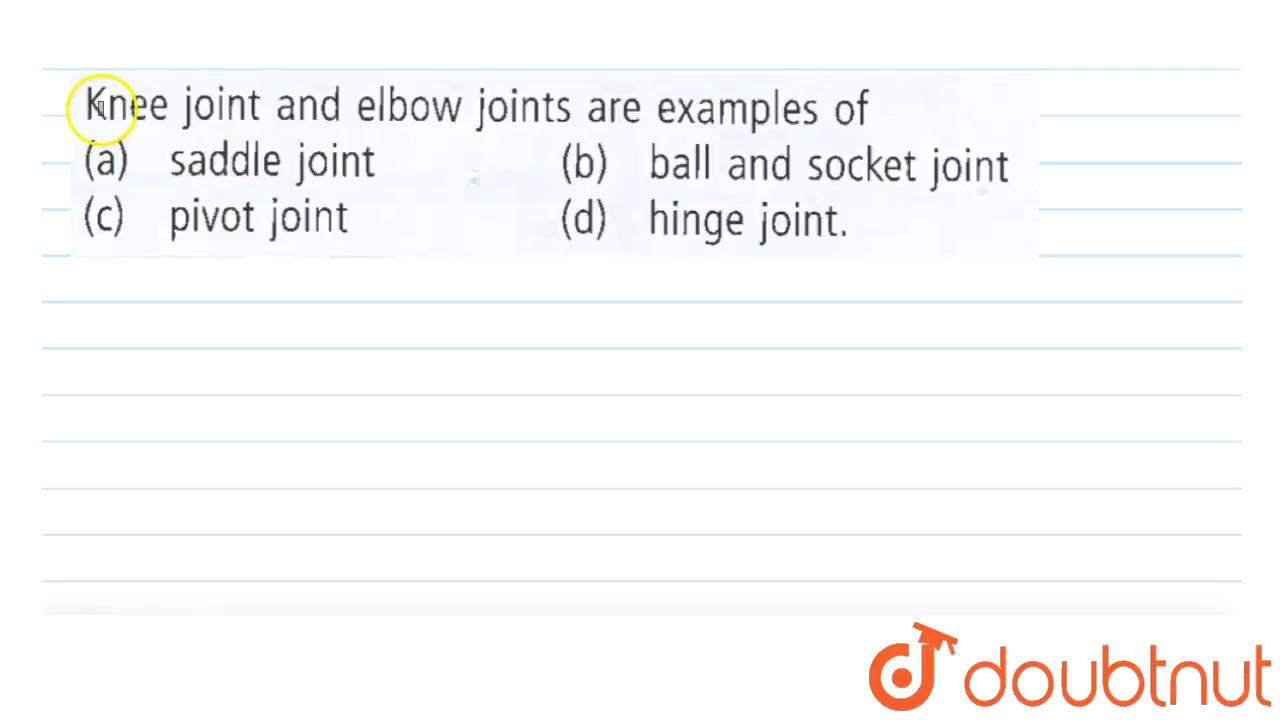 Knee joint and elbow joints are examples of
(a) saddle joint (b) ball and socket joint
(c) pivot joint (d) hinge joint.
doubtnut